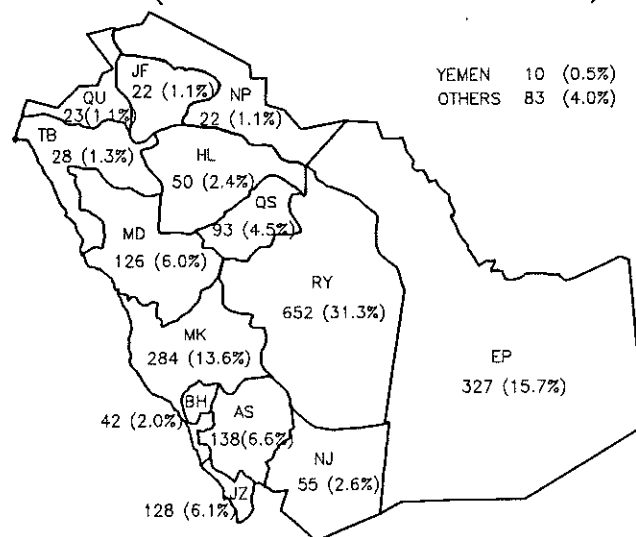 YEMEN 10 (0.5%)
OTHERS 83 (4.0%)
JF
22 (1.1%)
QU
23(1.1%)
NP
22 (1.1%)
TB
28 (1.3%)
HL
50 (2.4%)
QS
93 (4.5%)
MD
126 (6.0%)
RY
652 (31.3%)
MK
284 (13.6%)
EP
327 (15.7%)
BH
42 (2.0%)
AS
138(6.6%)
NJ
55 (2.6%)
JZ
128 (6.1%)